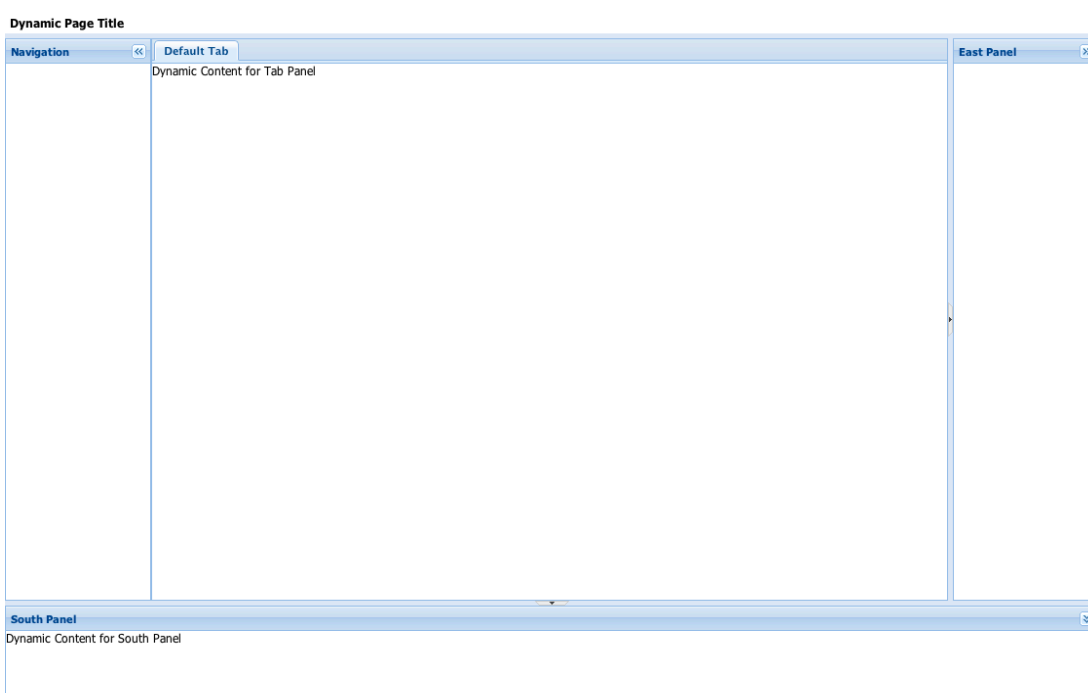 Dynamic Page Title
Navigation
Default Tab
East Panel
Dynamic Content for Tab Panel
South Panel
Dynamic Content for South Panel